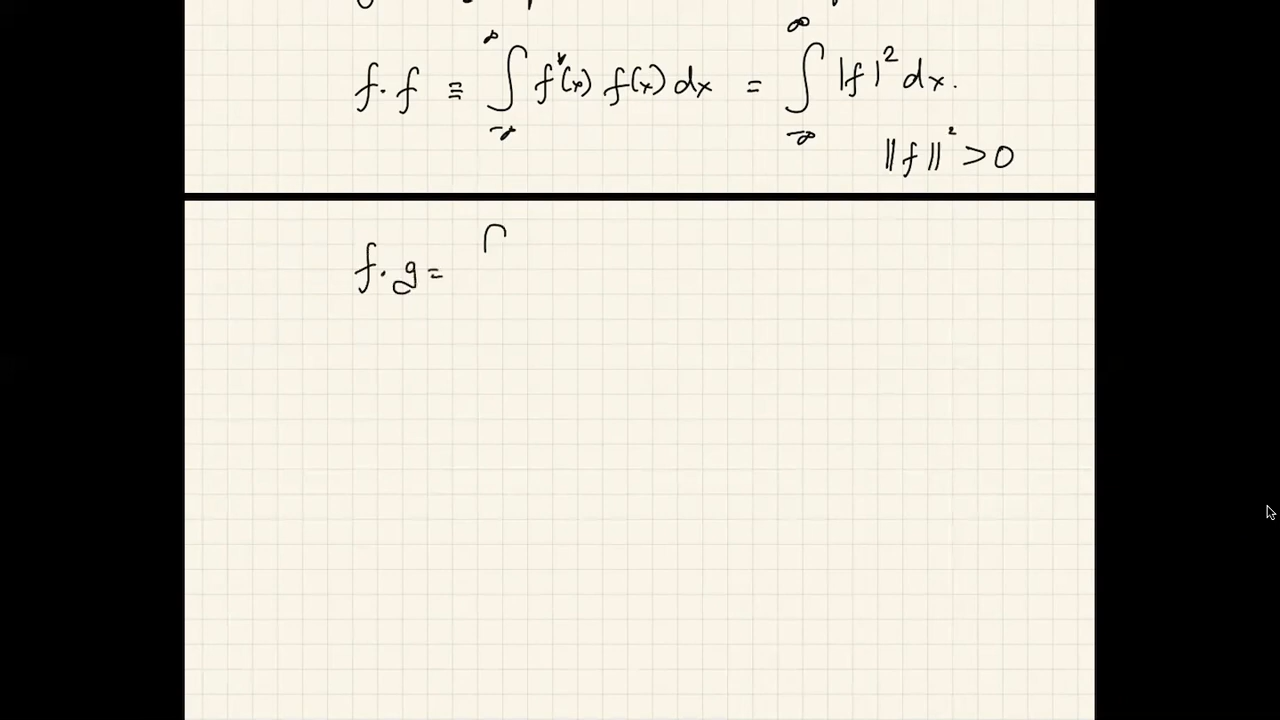 f · f ≡ ∫_{-∞}^{∞} f*(x) f(x) dx = ∫_{-∞}^{∞} |f|² dx.
‖f‖² > 0
f · g = ∫